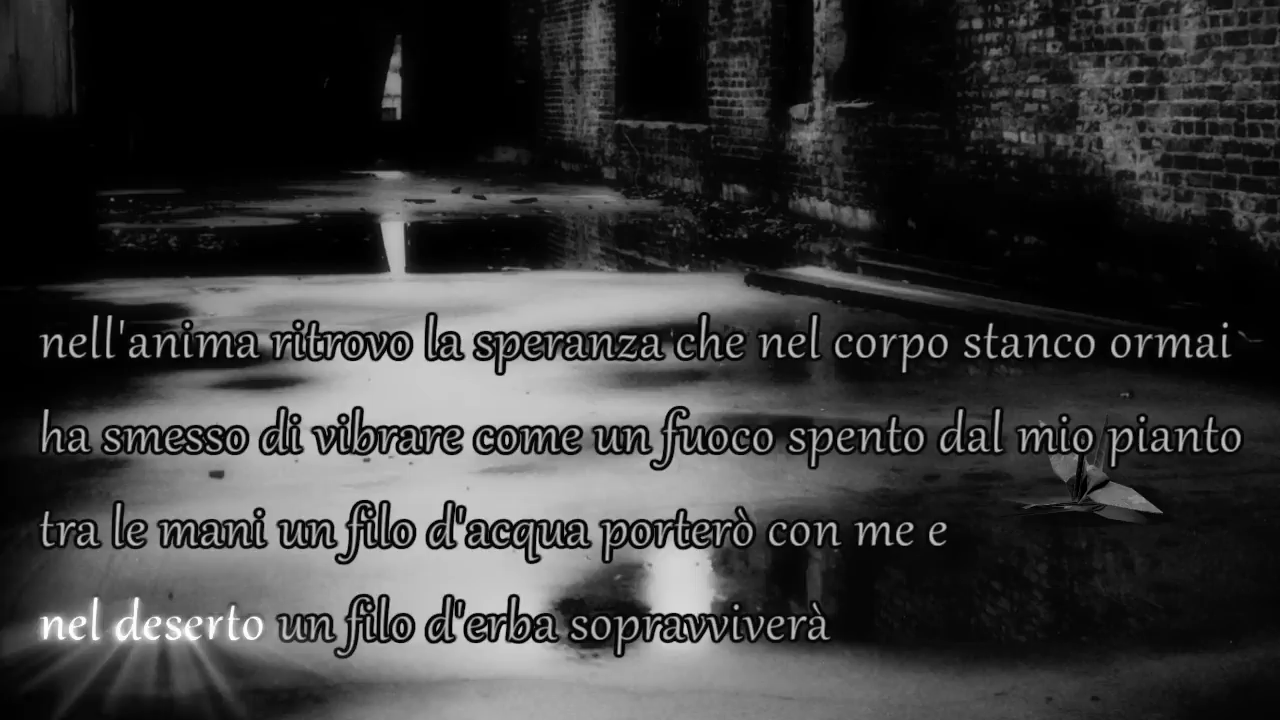 nell'anima ritrovo la speranza che nel corpo stanco ormai
ha smesso di vibrare come un fuoco spento dal mio pianto
tra le mani un filo d'acqua porterò con me e
nel deserto un filo d'erba sopravviverà